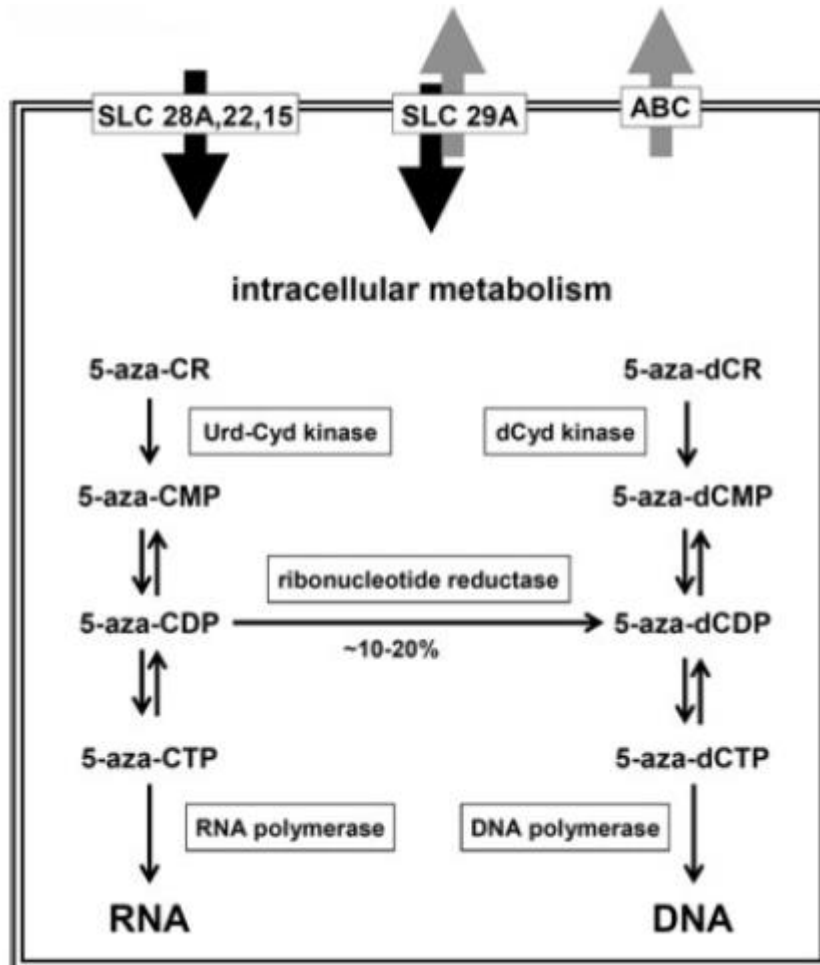 SLC 28A,22,15 SLC 29A ABC
intracellular metabolism
5-aza-CR 5-aza-dCR
Urd-Cyd kinase dCyd kinase
5-aza-CMP 5-aza-dCMP
ribonucleotide reductase
5-aza-CDP 5-aza-dCDP
~10-20%
5-aza-CTP 5-aza-dCTP
RNA polymerase DNA polymerase
RNA DNA